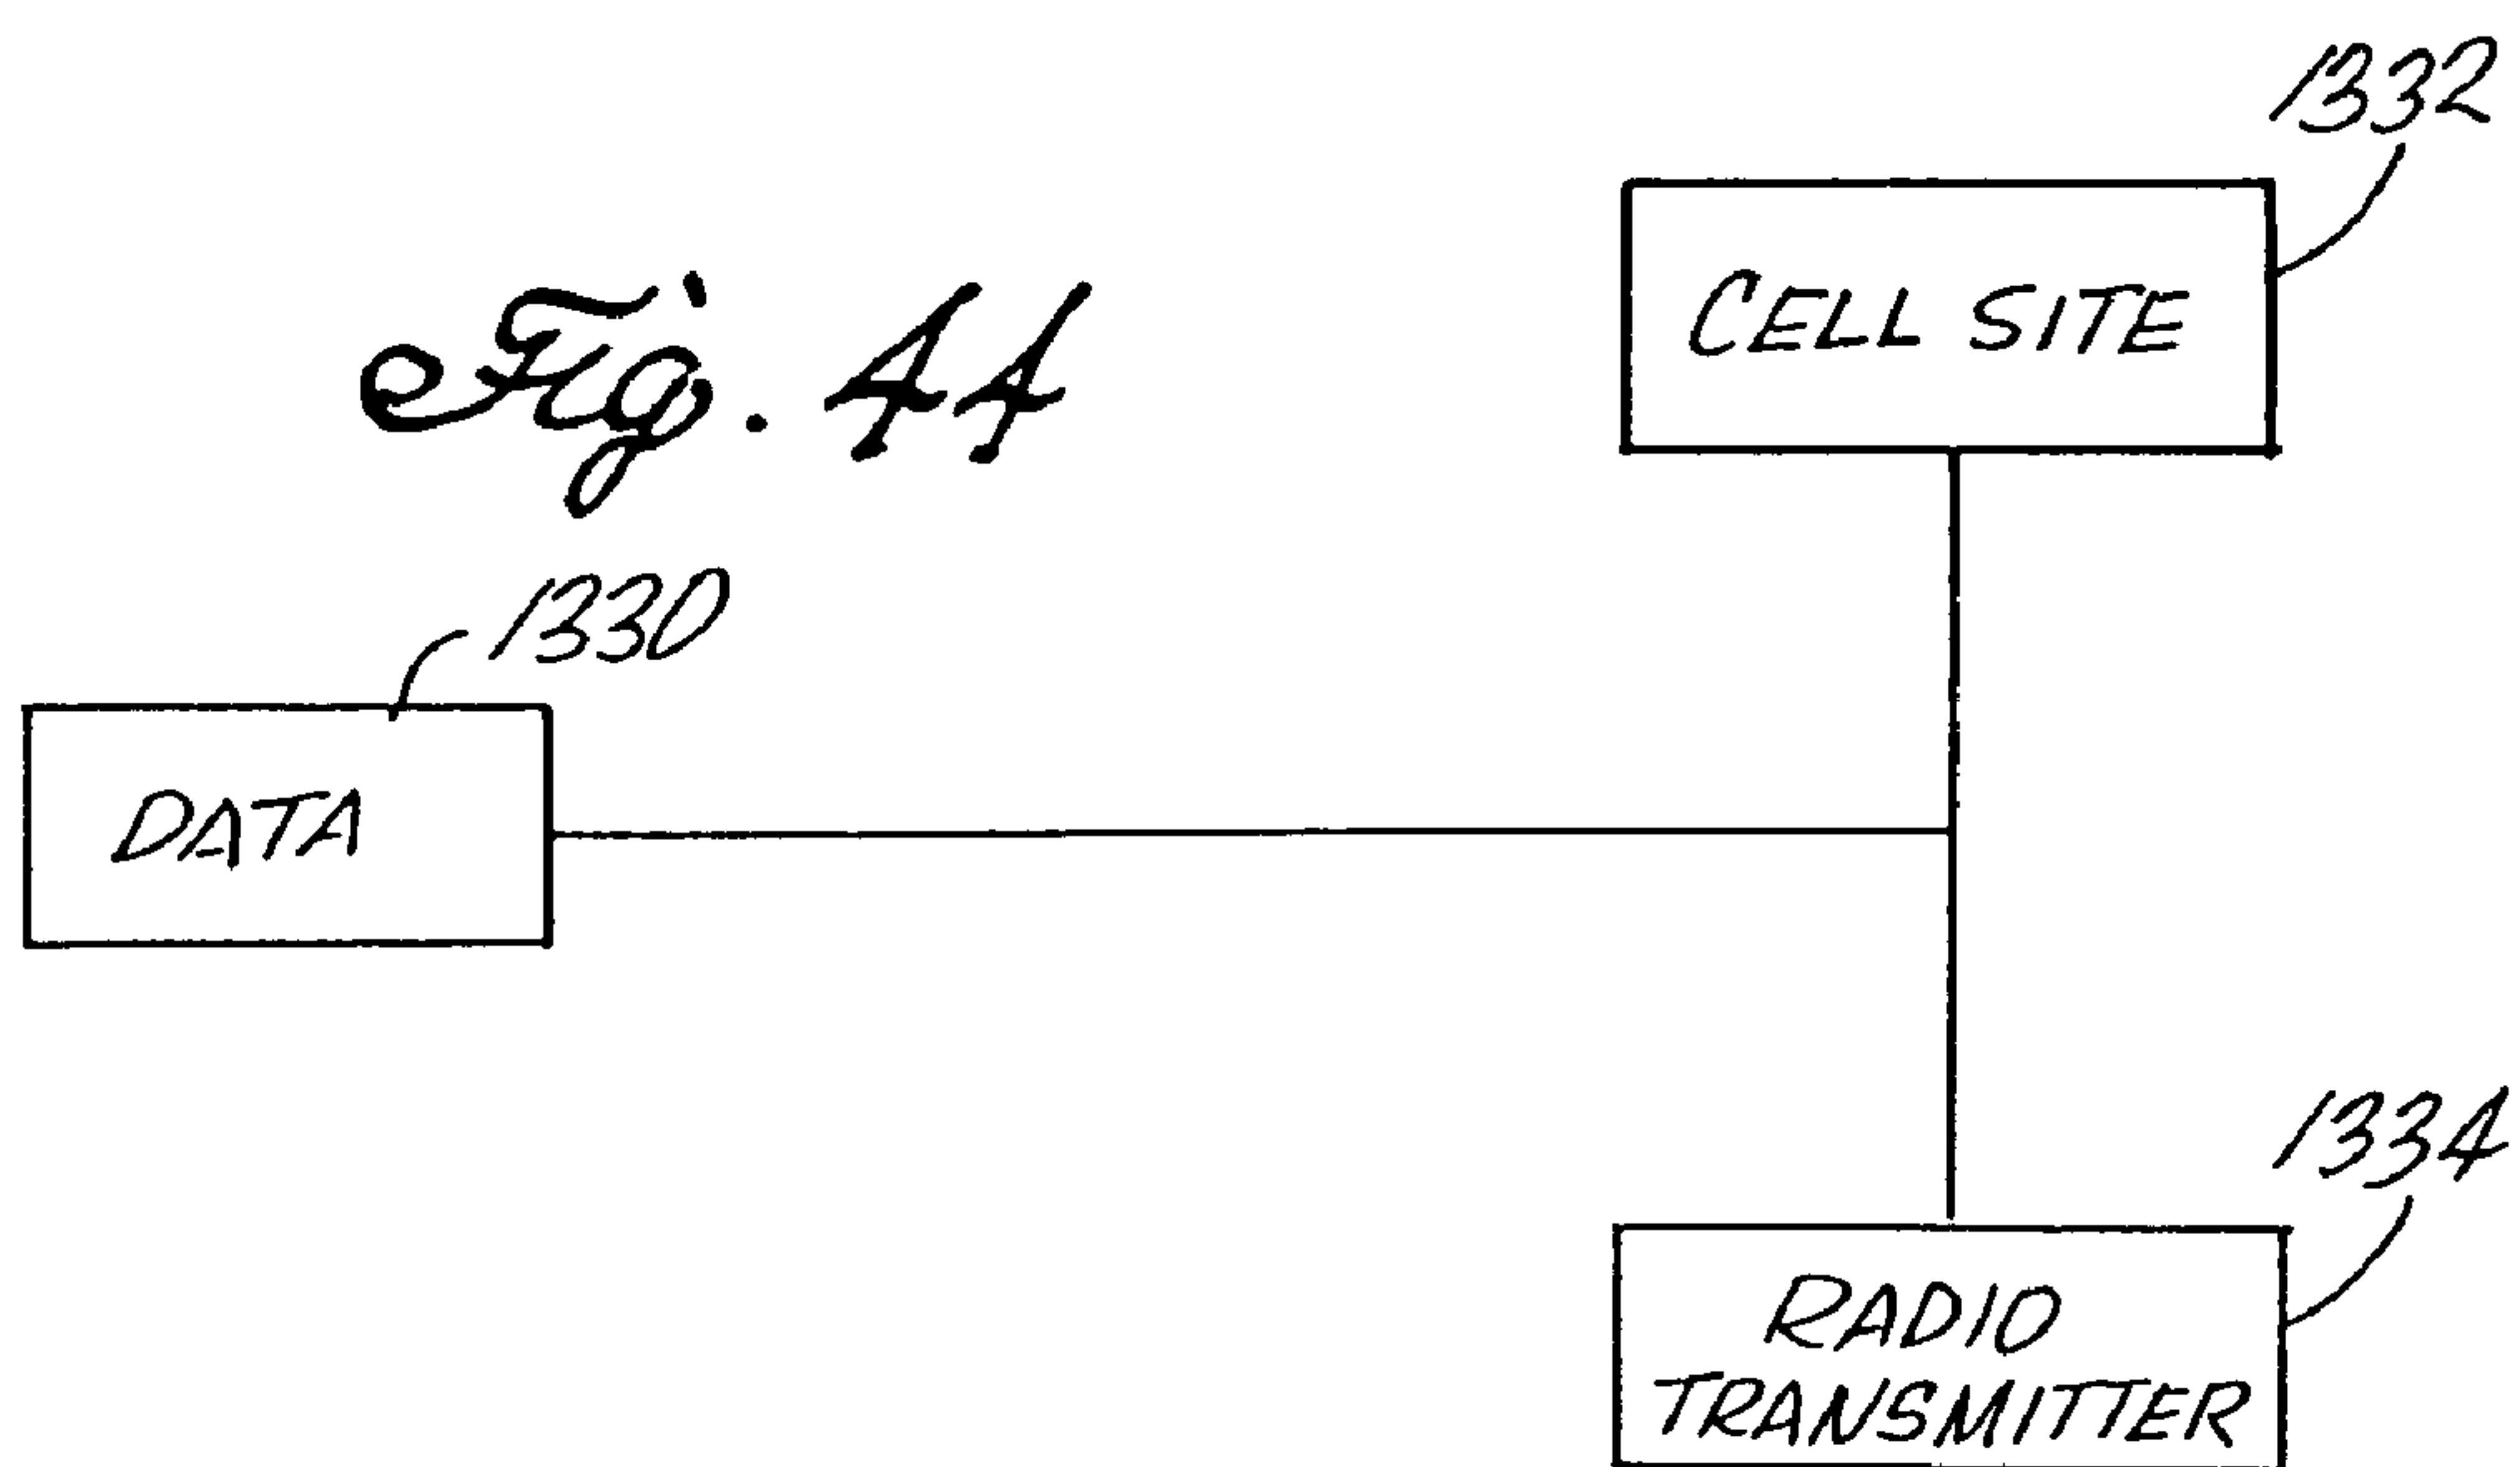 1332
CELL SITE
Fig. 44
1330
DATA
1334
RADIO
TRANSMITTER